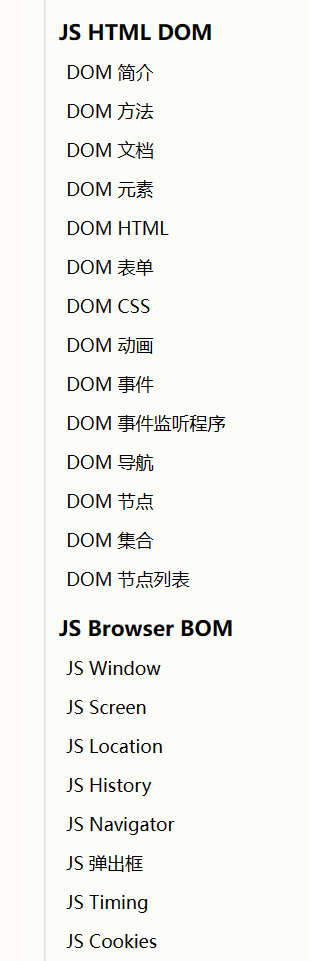 JS HTML DOM
DOM 简介
DOM 方法
DOM 文档
DOM 元素
DOM HTML
DOM 表单
DOM CSS
DOM 动画
DOM 事件
DOM 事件监听程序
DOM 导航
DOM 节点
DOM 集合
DOM 节点列表
JS Browser BOM
JS Window
JS Screen
JS Location
JS History
JS Navigator
JS 弹出框
JS Timing
JS Cookies